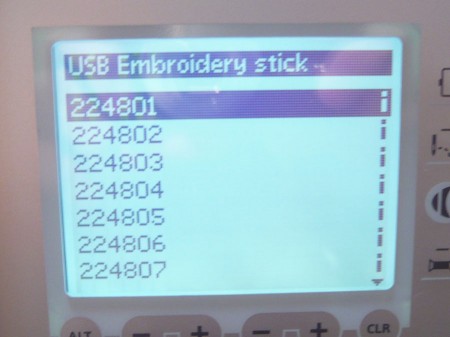 USB Embroidery stick
224801 i
224802 i
224803 i
224804 i
224805 i
224806 i
224807 i
ALT - + - + CLR